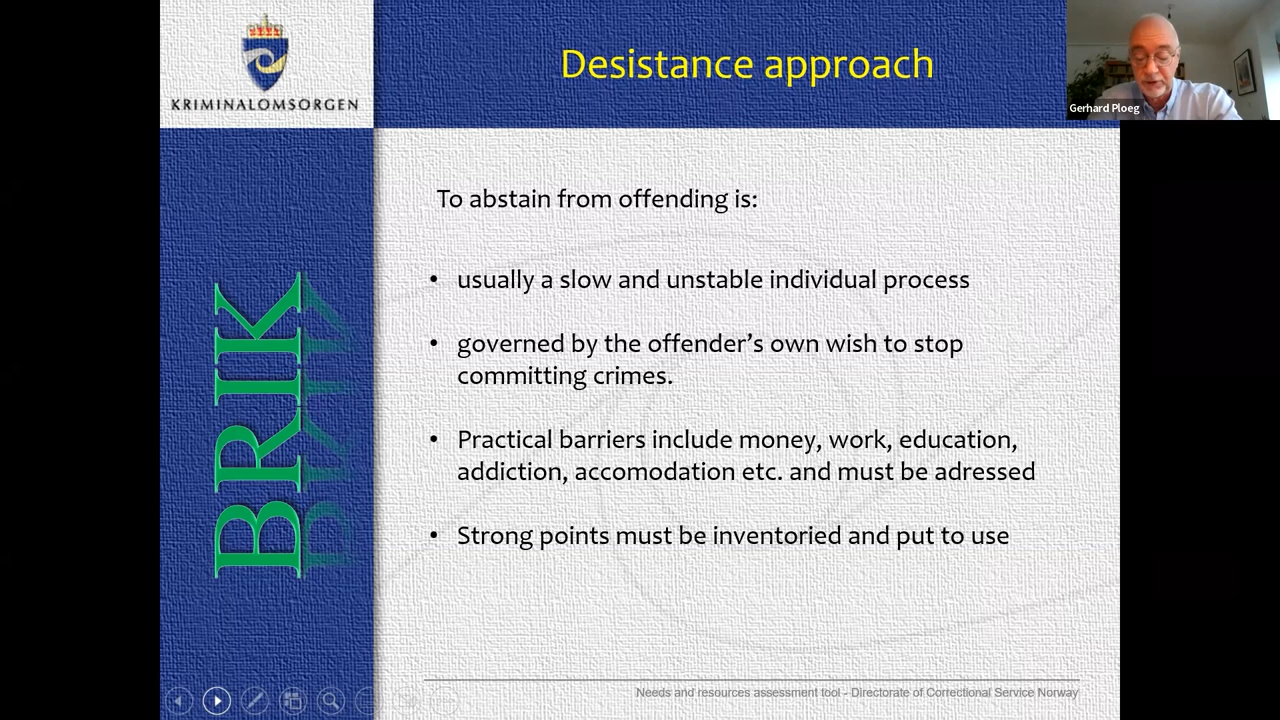 KRIMINALOMSORGEN
Desistance approach
Gerhard Ploeg
To abstain from offending is:
• usually a slow and unstable individual process
• governed by the offender’s own wish to stop
committing crimes.
• Practical barriers include money, work, education,
addiction, accomodation etc. and must be adressed
• Strong points must be inventoried and put to use
BRIK
Needs and resources assessment tool - Directorate of Correctional Service Norway